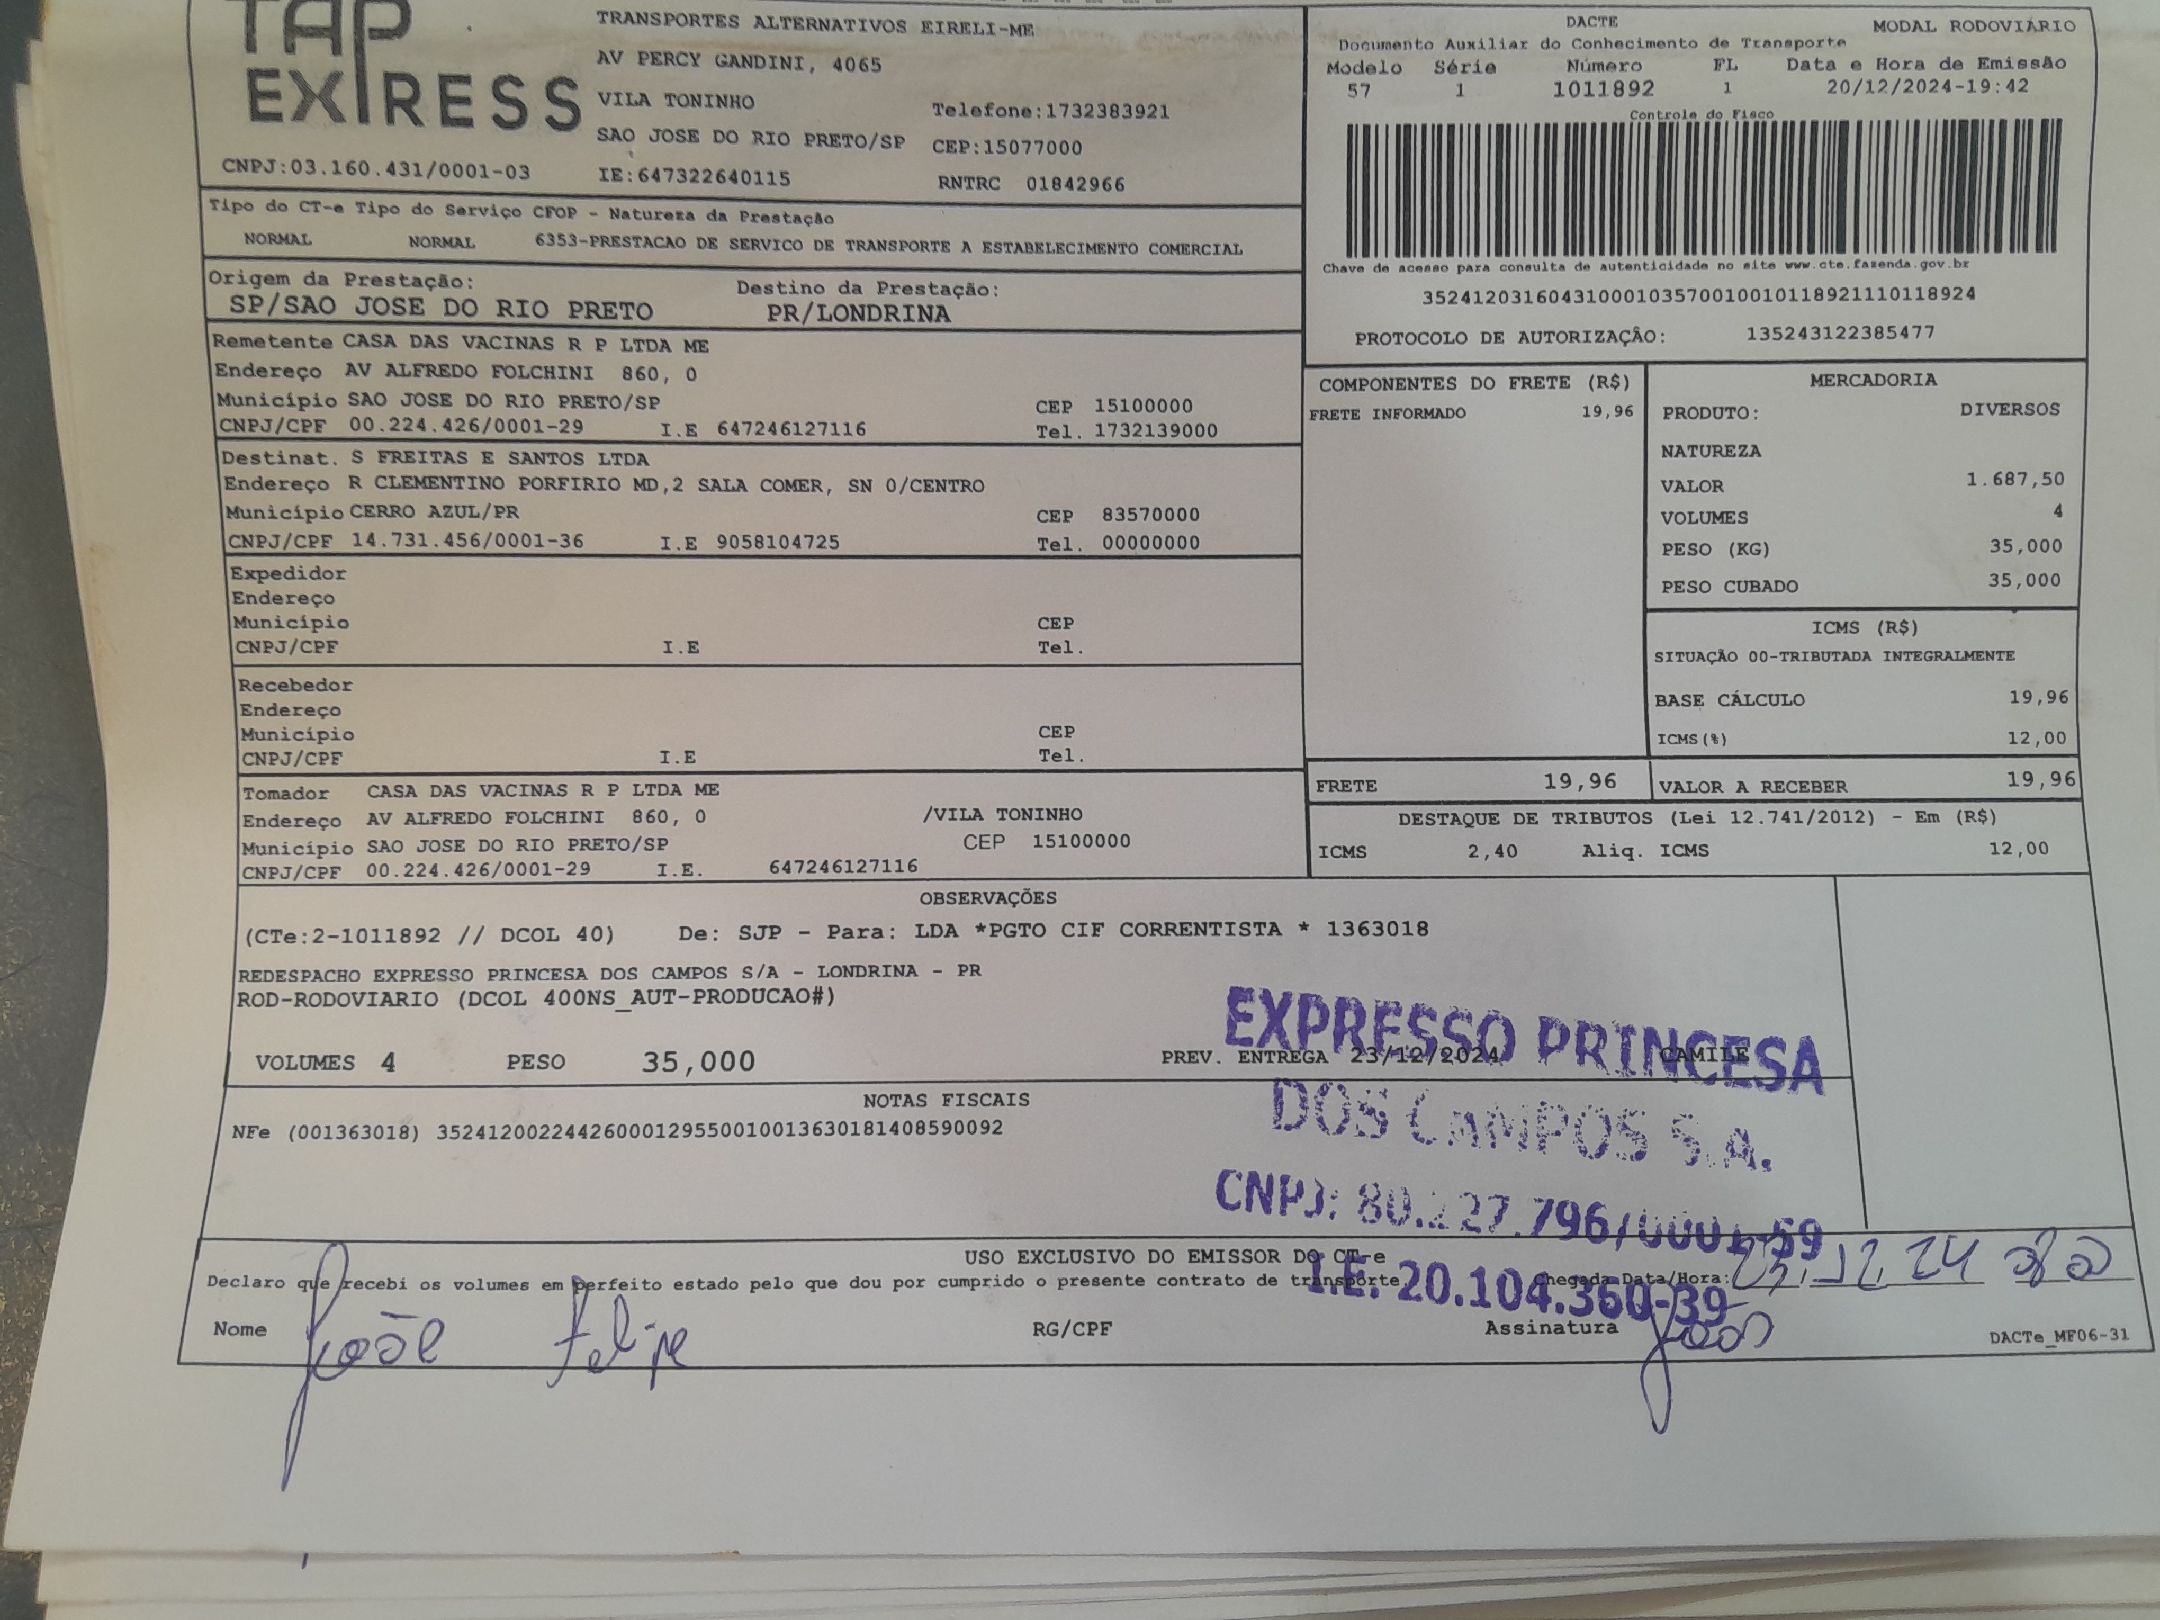 TAP
EXPRESS
CNPJ:03.160.431/0001-03
TRANSPORTES ALTERNATIVOS EIRELI-ME
AV PERCY GANDINI, 4065
VILA TONINHO
Telefone:1732383921
SAO JOSE DO RIO PRETO/SP CEP:15077000
IE:647322640115 RNTRC 01842966
DACTE MODAL RODOVIÁRIO
Documento Auxiliar do Conhecimento de Transporte
Modelo Série Número FL Data e Hora de Emissão
57 1 1011892 1 20/12/2024-19:42
Controle do Fisco
Chave de acesso para consulta de autenticidade no site www.cte.fazenda.gov.br
35241203160431000103570010010118921110118924
PROTOCOLO DE AUTORIZAÇÃO: 135243122385477
Tipo do CT-e Tipo do Serviço CFOP - Natureza da Prestação
NORMAL NORMAL 6353-PRESTACAO DE SERVICO DE TRANSPORTE A ESTABELECIMENTO COMERCIAL
Origem da Prestação: Destino da Prestação:
SP/SAO JOSE DO RIO PRETO PR/LONDRINA
Remetente CASA DAS VACINAS R P LTDA ME
Endereço AV ALFREDO FOLCHINI 860, 0
Município SAO JOSE DO RIO PRETO/SP CEP 15100000
CNPJ/CPF 00.224.426/0001-29 I.E 647246127116 Tel. 1732139000
Destinat. S FREITAS E SANTOS LTDA
Endereço R CLEMENTINO PORFIRIO MD,2 SALA COMER, SN 0/CENTRO
Município CERRO AZUL/PR CEP 83570000
CNPJ/CPF 14.731.456/0001-36 I.E 9058104725 Tel. 00000000
Expedidor
Endereço
Município CEP
CNPJ/CPF I.E Tel.
Recebedor
Endereço
Município CEP
CNPJ/CPF I.E Tel.
Tomador CASA DAS VACINAS R P LTDA ME
Endereço AV ALFREDO FOLCHINI 860, 0 /VILA TONINHO
Município SAO JOSE DO RIO PRETO/SP CEP 15100000
CNPJ/CPF 00.224.426/0001-29 I.E. 647246127116
COMPONENTES DO FRETE (R$)
FRETE INFORMADO 19,96
MERCADORIA
PRODUTO: DIVERSOS
NATUREZA
VALOR 1.687,50
VOLUMES 4
PESO (KG) 35,000
PESO CUBADO 35,000
ICMS (R$)
SITUAÇÃO 00-TRIBUTADA INTEGRALMENTE
BASE CÁLCULO 19,96
ICMS(%) 12,00
FRETE 19,96 VALOR A RECEBER 19,96
DESTAQUE DE TRIBUTOS (Lei 12.741/2012) - Em (R$)
ICMS 2,40 Aliq. ICMS 12,00
OBSERVAÇÕES
(CTe:2-1011892 // DCOL 40) De: SJP - Para: LDA *PGTO CIF CORRENTISTA * 1363018
REDESPACHO EXPRESSO PRINCESA DOS CAMPOS S/A - LONDRINA - PR
ROD-RODOVIARIO (DCOL 400NS_AUT-PRODUCAO#)
VOLUMES 4 PESO 35,000 PREV. ENTREGA 23/12/2024 CAMILE
EXPRESSO PRINCESA
DOS CAMPOS S.A.
NOTAS FISCAIS
NFe (001363018) 35241200224426000129550010013630181408590092
CNPJ: 80.227.796/0001-59
I.E. 20.104.360-39
USO EXCLUSIVO DO EMISSOR DO CT-e
Declaro que recebi os volumes em perfeito estado pelo que dou por cumprido o presente contrato de transporte Chegada Data/Hora: 23 12 24
Nome João Felipe RG/CPF Assinatura João
DACTe_MF06-31